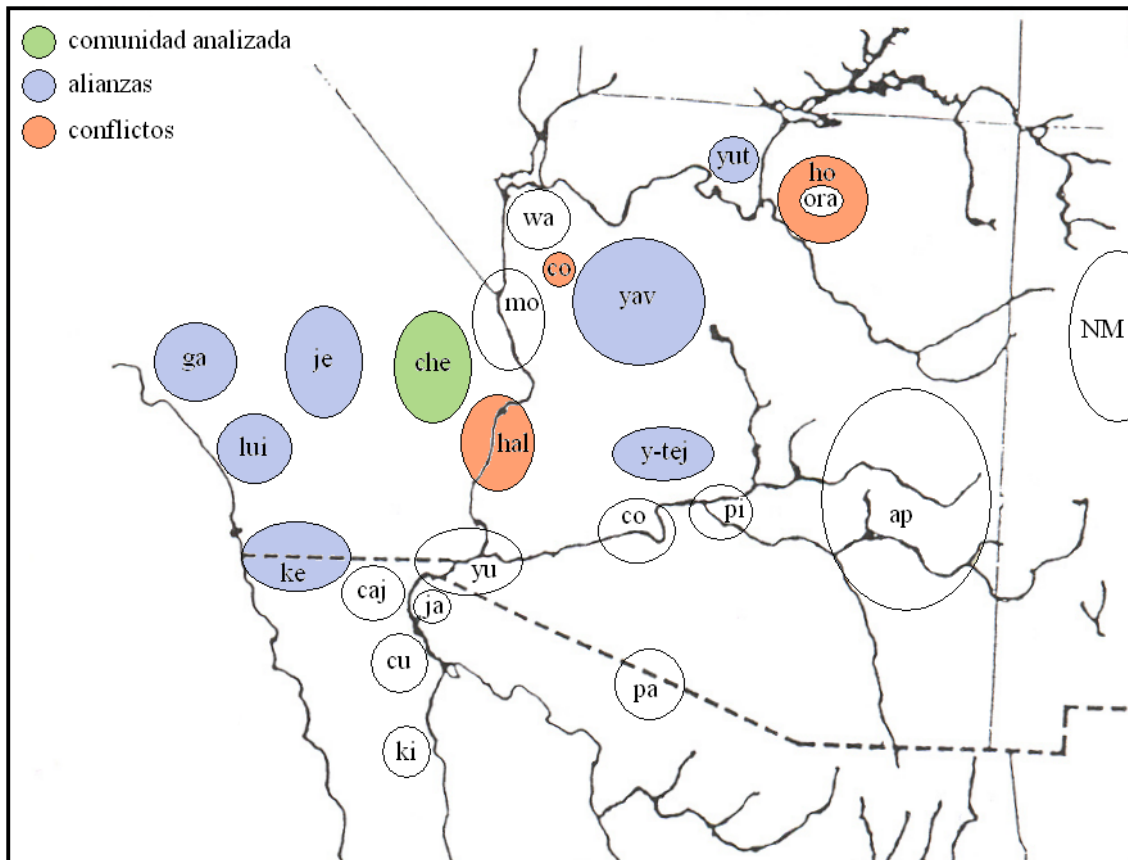 comunidad analizada
alianzas
conflictos
yut
ho
ora
wa
co
yav
mo
NM
ga
je
che
lui
hal
y-tej
co
pi
ap
ke
yu
caj
ja
cu
pa
ki